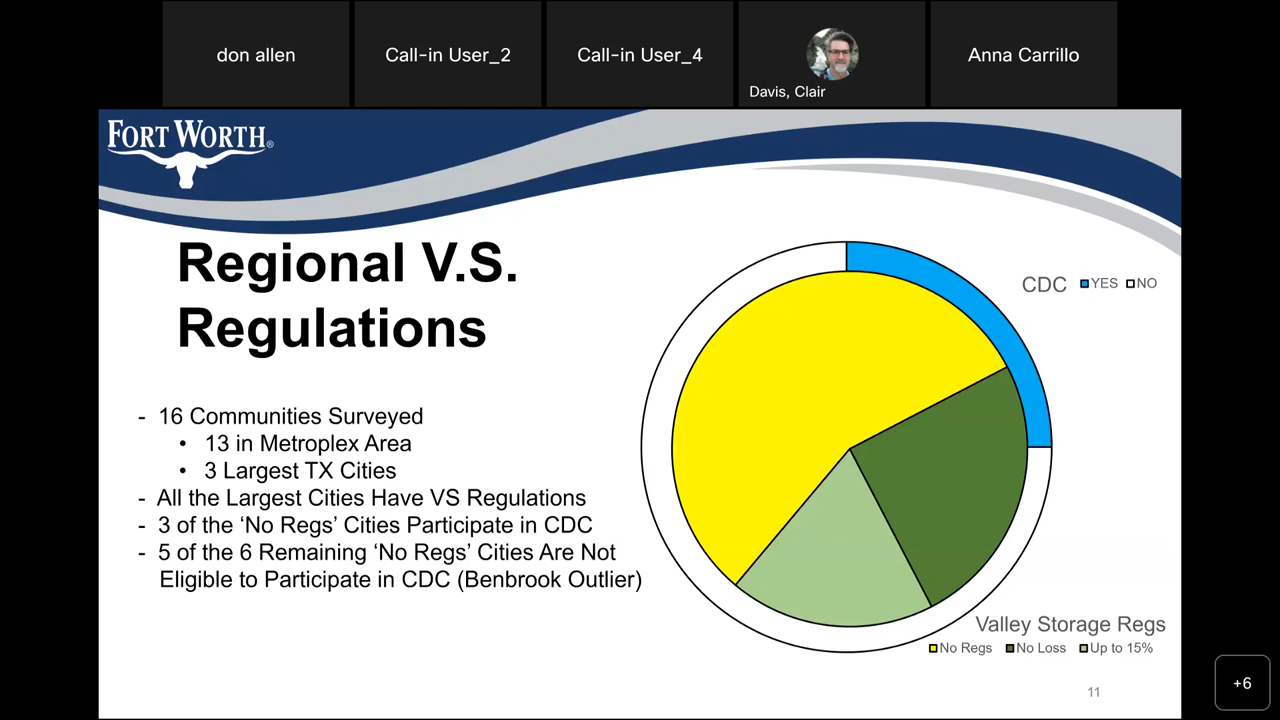 don allen
Call-in User_2
Call-in User_4
Davis, Clair
Anna Carrillo
FORT WORTH®
Regional V.S.
Regulations
CDC YES NO
- 16 Communities Surveyed
• 13 in Metroplex Area
• 3 Largest TX Cities
- All the Largest Cities Have VS Regulations
- 3 of the ‘No Regs’ Cities Participate in CDC
- 5 of the 6 Remaining ‘No Regs’ Cities Are Not
Eligible to Participate in CDC (Benbrook Outlier)
Valley Storage Regs
No Regs No Loss Up to 15%
11
+6